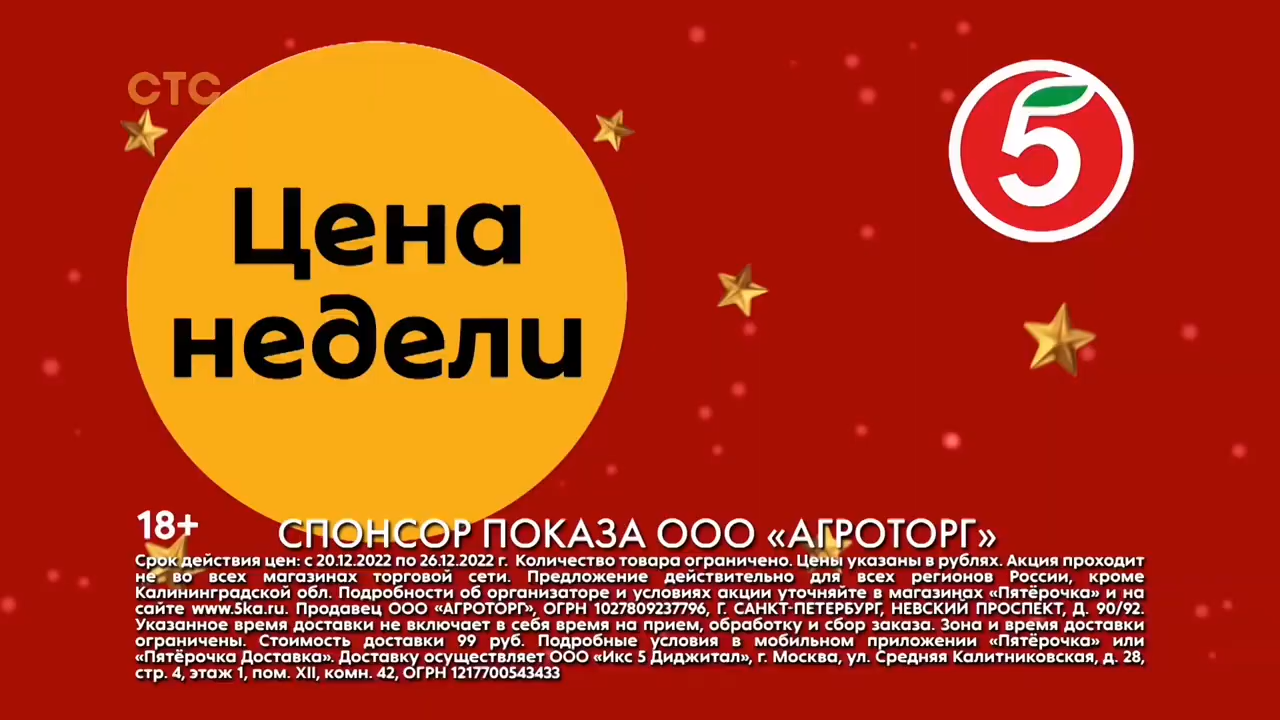 СТС
5
Цена
недели
18+
СПОНСОР ПОКАЗА ООО «АГРОТОРГ»
Срок действия цен: с 20.12.2022 по 26.12.2022 г. Количество товара ограничено. Цены указаны в рублях. Акция проходит
не во всех магазинах торговой сети. Предложение действительно для всех регионов России, кроме
Калининградской обл. Подробности об организаторе и условиях акции уточняйте в магазинах «Пятёрочка» и на
сайте www.5ka.ru. Продавец ООО «АГРОТОРГ», ОГРН 1027809237796, Г. САНКТ-ПЕТЕРБУРГ, НЕВСКИЙ ПРОСПЕКТ, Д. 90/92.
Указанное время доставки не включает в себя время на прием, обработку и сбор заказа. Зона и время доставки
ограничены. Стоимость доставки 99 руб. Подробные условия в мобильном приложении «Пятёрочка» или
«Пятёрочка Доставка». Доставку осуществляет ООО «Икс 5 Диджитал», г. Москва, ул. Средняя Калитниковская, д. 28,
стр. 4, этаж 1, пом. XII, комн. 42, ОГРН 1217700543433